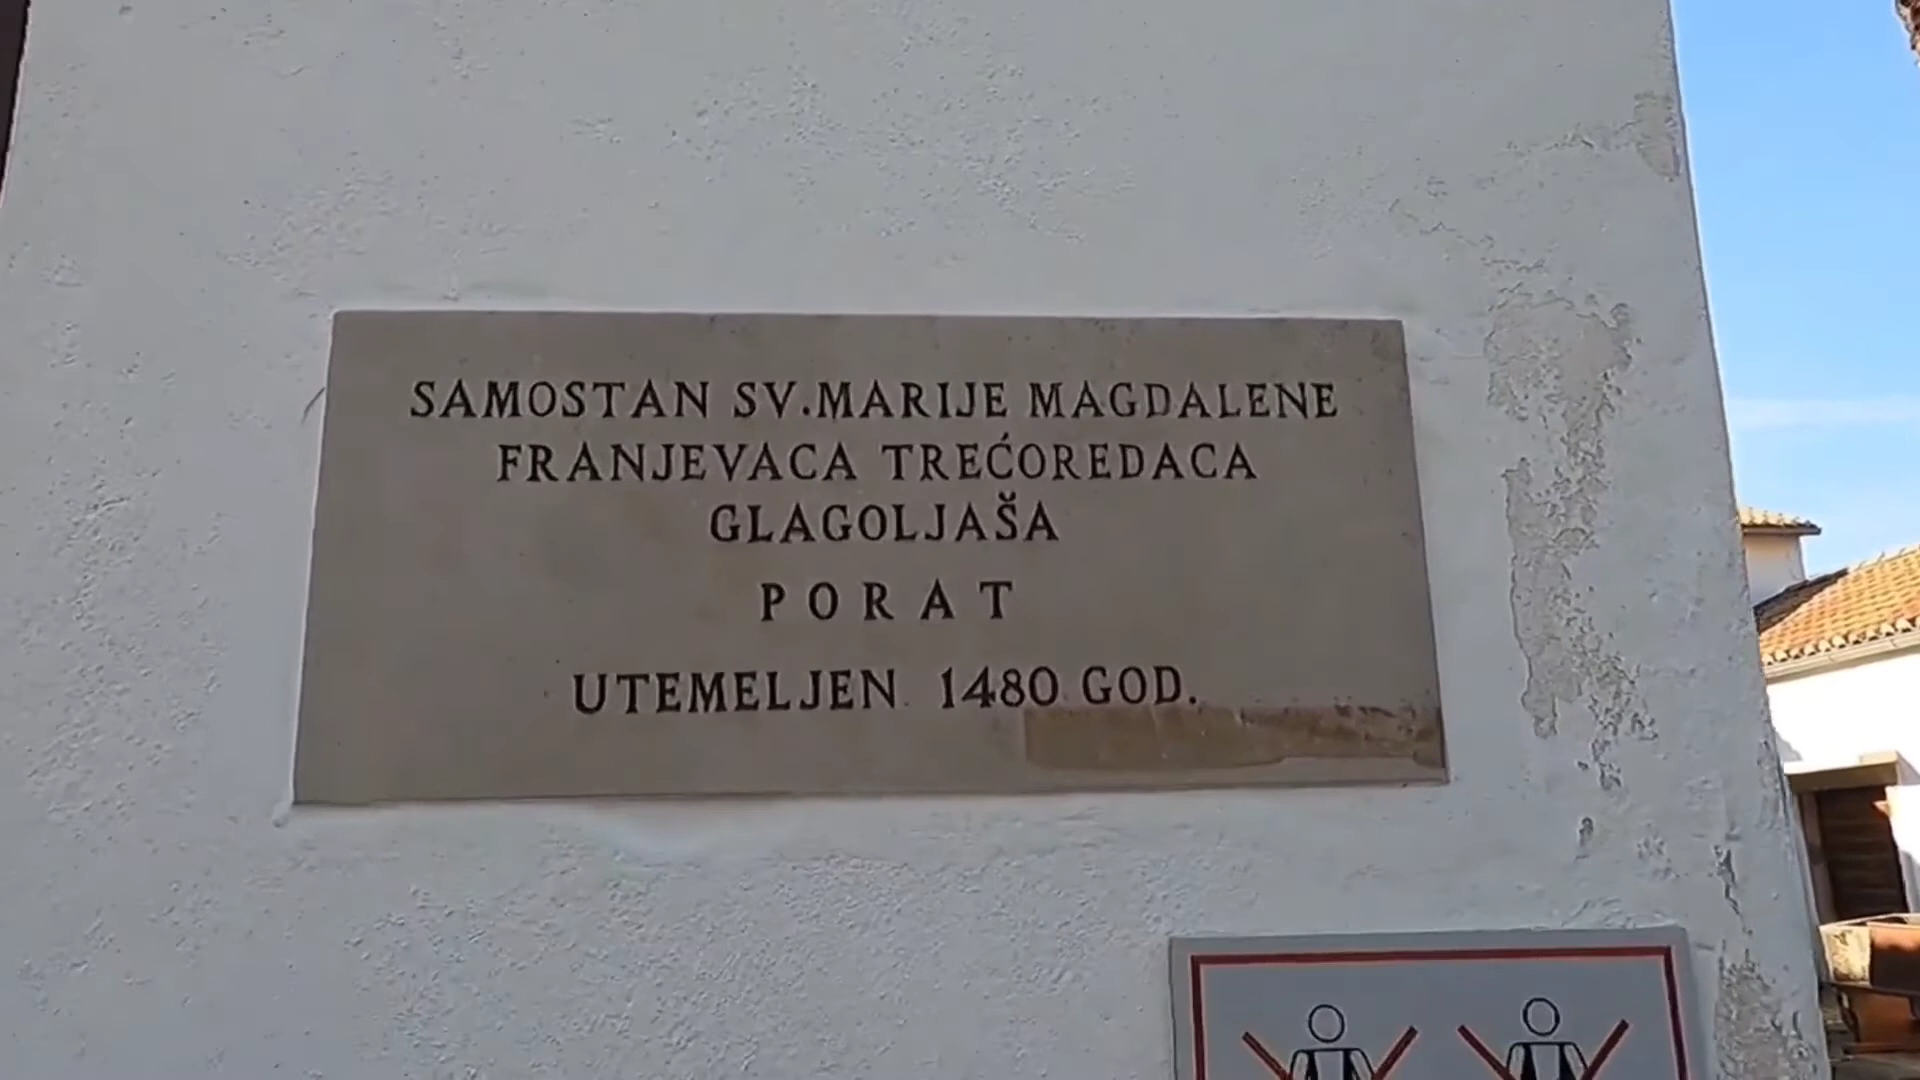 SAMOSTAN SV.MARIJE MAGDALENE
FRANJEVACA TREĆOREDACA
GLAGOLJAŠA
PORAT
UTEMELJEN 1480 GOD.